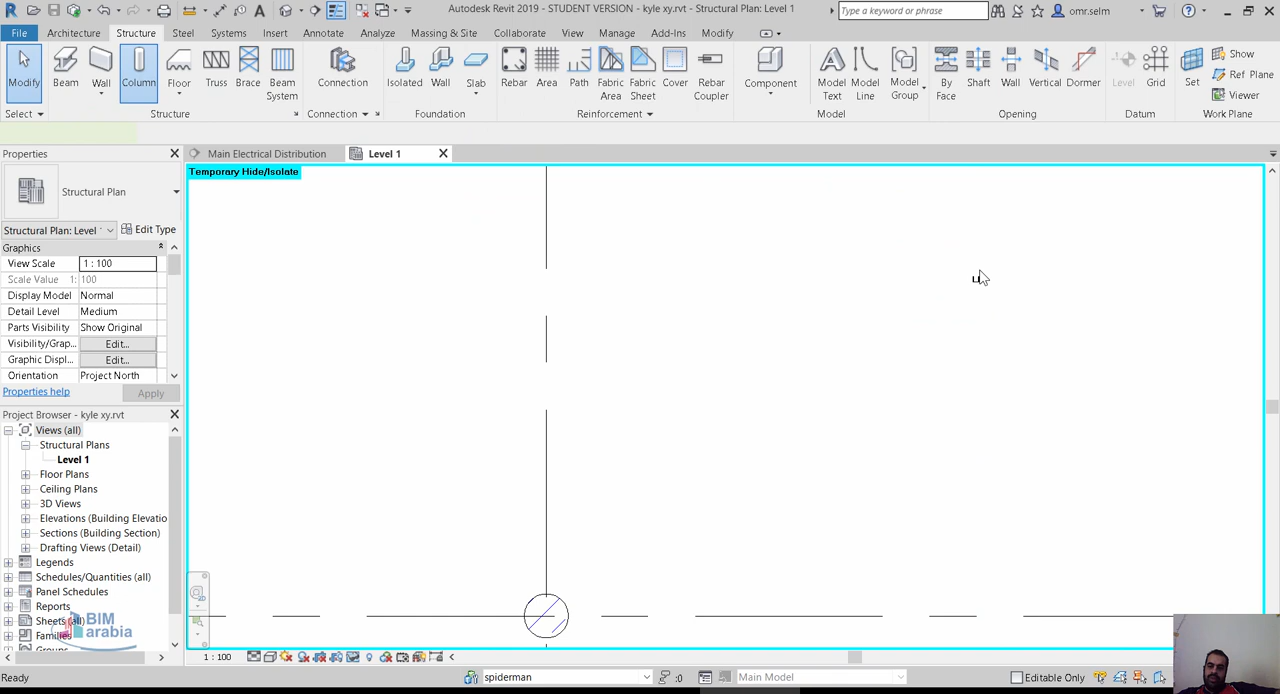 Autodesk Revit 2019 - STUDENT VERSION - kyle xy.rvt - Structural Plan: Level 1
Type a keyword or phrase
omr.selm
File Architecture Structure Steel Systems Insert Annotate Analyze Massing & Site Collaborate View Manage Add-Ins Modify
Modify Beam Wall Column Floor Truss Brace Beam System Connection Isolated Wall Slab Rebar Area Path Fabric Area Fabric Sheet Cover Rebar Coupler Component Model Text Model Line Model Group By Face Shaft Wall Vertical Dormer Level Grid Set Show Ref Plane Viewer
Select Structure Connection Foundation Reinforcement Model Opening Datum Work Plane
Properties
Main Electrical Distribution
Level 1
Temporary Hide/Isolate
Structural Plan
Structural Plan: Level Edit Type
Graphics
View Scale 1 : 100
Scale Value 1: 100
Display Model Normal
Detail Level Medium
Parts Visibility Show Original
Visibility/Grap... Edit...
Graphic Displ... Edit...
Orientation Project North
Properties help Apply
Project Browser - kyle xy.rvt
Views (all)
Structural Plans
Level 1
Floor Plans
Ceiling Plans
3D Views
Elevations (Building Elevatio
Sections (Building Section)
Drafting Views (Detail)
Legends
Schedules/Quantities (all)
Panel Schedules
Reports
Sheets (all)
Families
BIM
arabia
1 : 100
Ready
spiderman
:0
Main Model
Editable Only